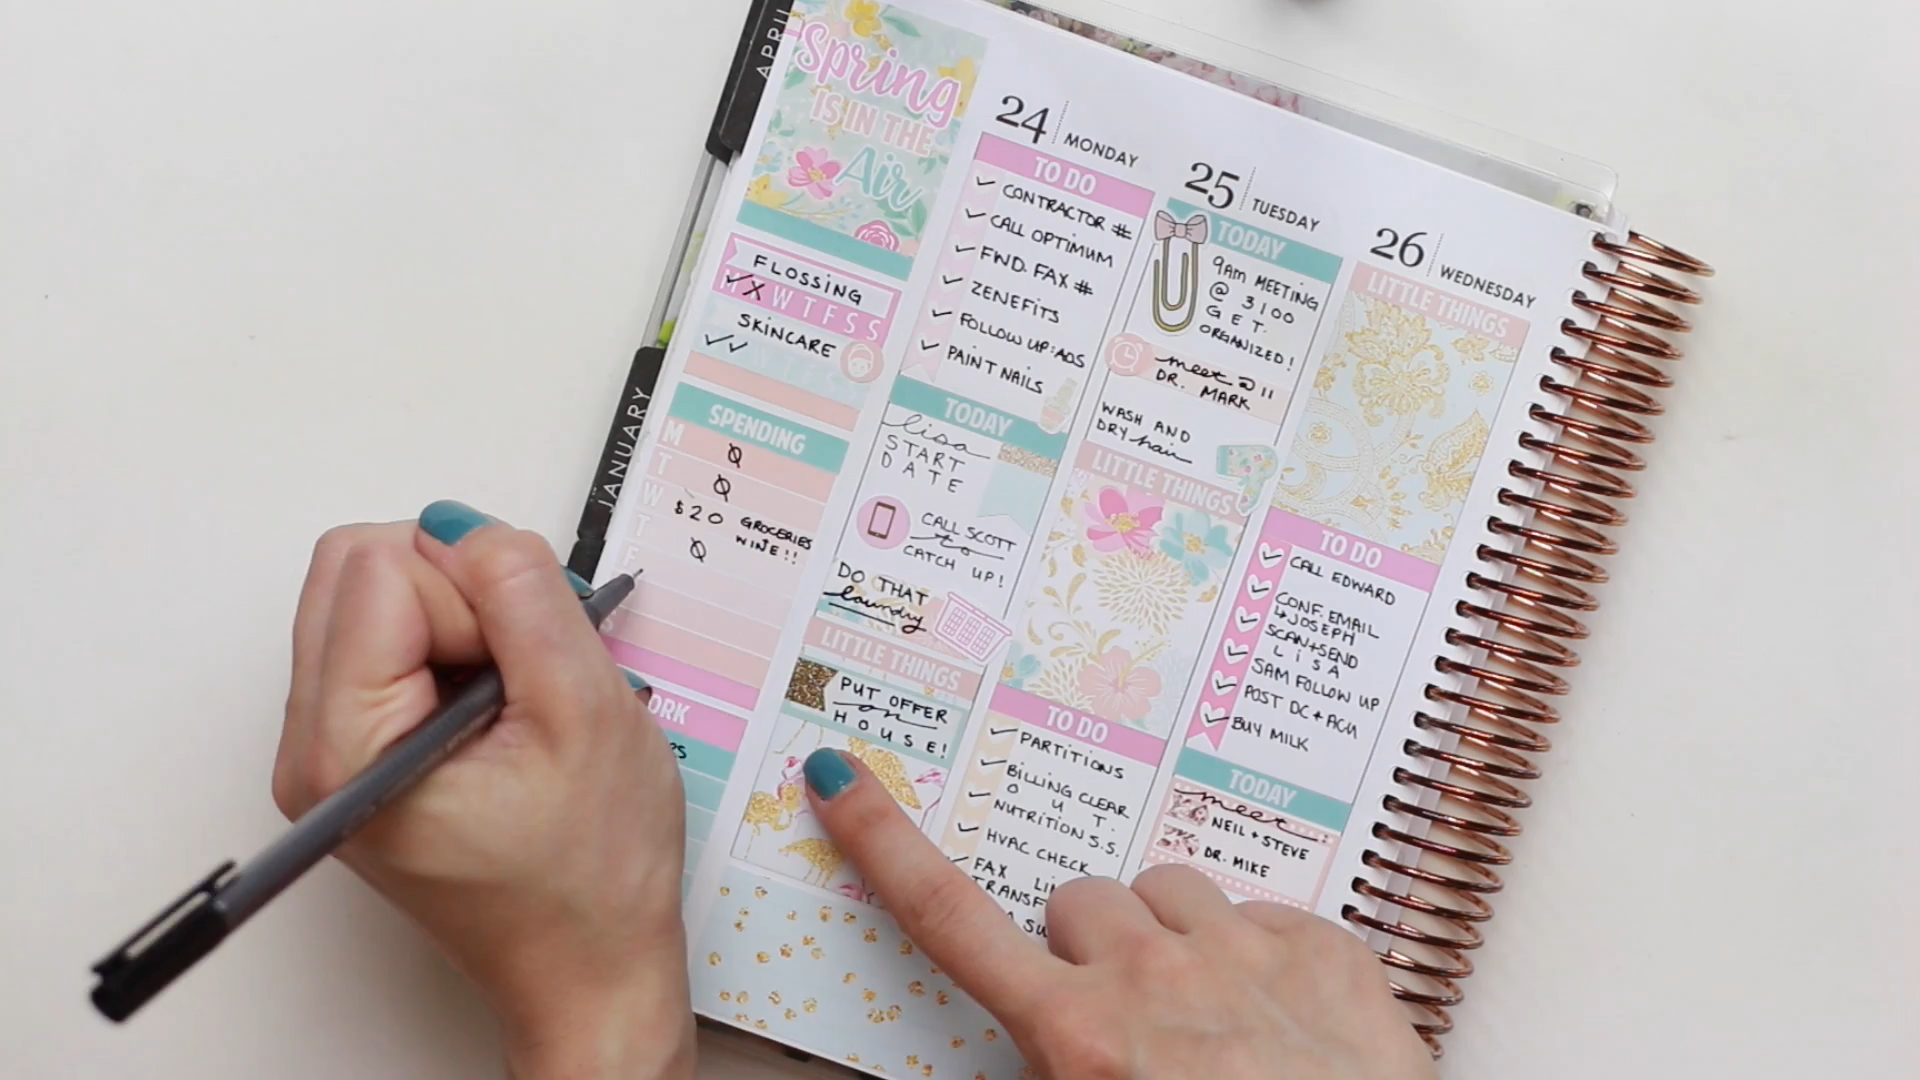 APRIL
Spring
IS IN THE
Air
FLOSSING
M X W T F S S
SKINCARE
SPENDING
M
T
W $20 GROCERIES
WINE!!
T
F
JANUARY
24 MONDAY
TO DO
CONTRACTOR #
CALL OPTIMUM
FWD. FAX #
ZENEFITS
FOLLOW UP: ADS
PAINT NAILS
TODAY
lisa
START
DATE
CALL SCOTT
to
CATCH UP!
DO THAT
laundry
LITTLE THINGS
PUT OFFER
on
HOUSE!
25 TUESDAY
TODAY
9AM MEETING
@ 3100
GET
ORGANIZED!
meet @ 11
DR. MARK
WASH AND
DRY hair
LITTLE THINGS
TO DO
PARTITIONS
BILLING CLEAR
OUT.
NUTRITION S.S.
HVAC CHECK
FAX
26 WEDNESDAY
LITTLE THINGS
TO DO
CALL EDWARD
CONF. EMAIL
↳JOSEPH
SCAN+SEND
LISA
SAM FOLLOW UP
POST DC + ACM
BUY MILK
TODAY
meet:
NEIL + STEVE
DR. MIKE